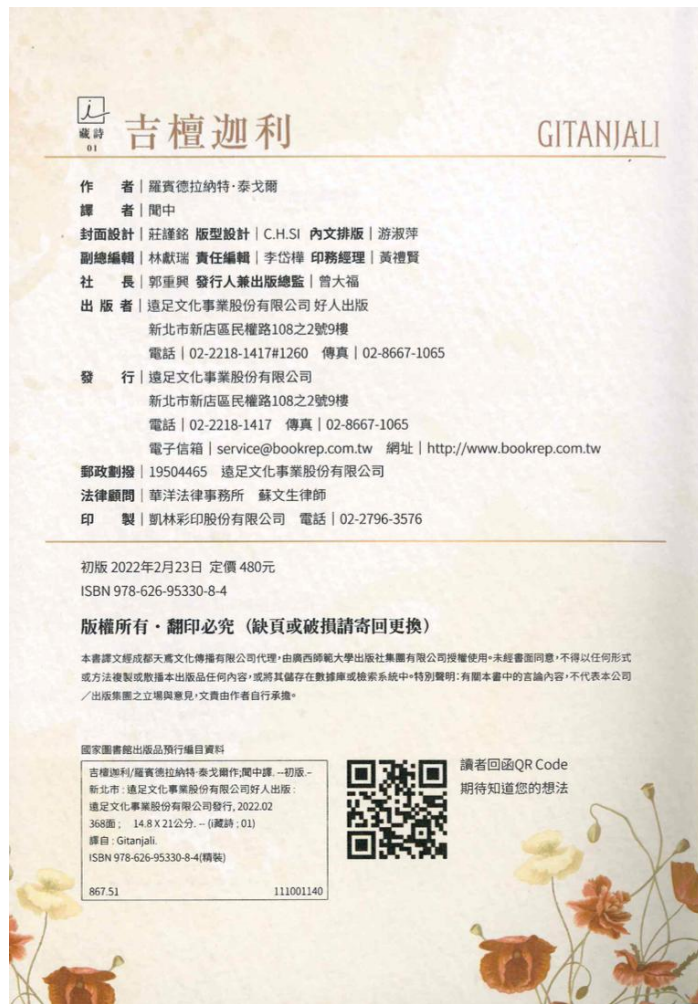 i
藏詩
01
吉檀迦利
GITANJALI
作　者｜羅賓德拉納特·泰戈爾
譯　者｜聞中
封面設計｜莊謹銘 版型設計｜C.H.SI 內文排版｜游淑萍
副總編輯｜林獻瑞 責任編輯｜李岱樺 印務經理｜黃禮賢
社　長｜郭重興 發行人兼出版總監｜曾大福
出 版 者｜遠足文化事業股份有限公司 好人出版
新北市新店區民權路108之2號9樓
電話｜02-2218-1417#1260　傳真｜02-8667-1065
發　行｜遠足文化事業股份有限公司
新北市新店區民權路108之2號9樓
電話｜02-2218-1417　傳真｜02-8667-1065
電子信箱｜service@bookrep.com.tw　網址｜http://www.bookrep.com.tw
郵政劃撥｜19504465　遠足文化事業股份有限公司
法律顧問｜華洋法律事務所　蘇文生律師
印　製｜凱林彩印股份有限公司　電話｜02-2796-3576
初版 2022年2月23日 定價 480元
ISBN 978-626-95330-8-4
版權所有·翻印必究（缺頁或破損請寄回更換）
本書譯文經成都天鳶文化傳播有限公司代理，由廣西師範大學出版社集團有限公司授權使用。未經書面同意，不得以任何形式
或方法複製或散播本出版品任何內容，或將其儲存在數據庫或檢索系統中。特別聲明：有關本書中的言論內容，不代表本公司
／出版集團之立場與意見，文責由作者自行承擔。
國家圖書館出版品預行編目資料
吉檀迦利/羅賓德拉納特·泰戈爾作;聞中譯. --初版.--
新北市 : 遠足文化事業股份有限公司好人出版 :
遠足文化事業股份有限公司發行, 2022.02
368面 ;　14.8 X 21公分. -- (i藏詩 ; 01)
譯自 : Gitanjali.
ISBN 978-626-95330-8-4(精裝)
867.51　111001140
讀者回函QR Code
期待知道您的想法